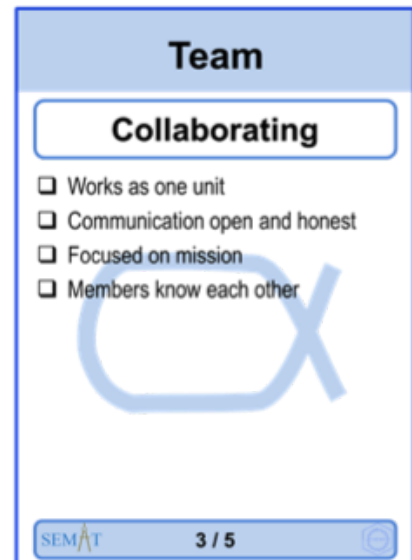 Team
Collaborating
Works as one unit
Communication open and honest
Focused on mission
Members know each other
SEMAT 3 / 5